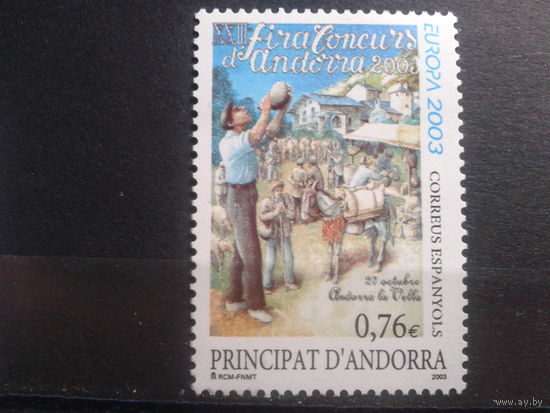 XXIII Fira Concurs
d'Andorra 2003
EUROPA 2003
CORREUS ESPANYOLS
27 octubre
Andorra la Vella
0,76€
PRINCIPAT D'ANDORRA
RCM-FNMT
2003
www.ay.by